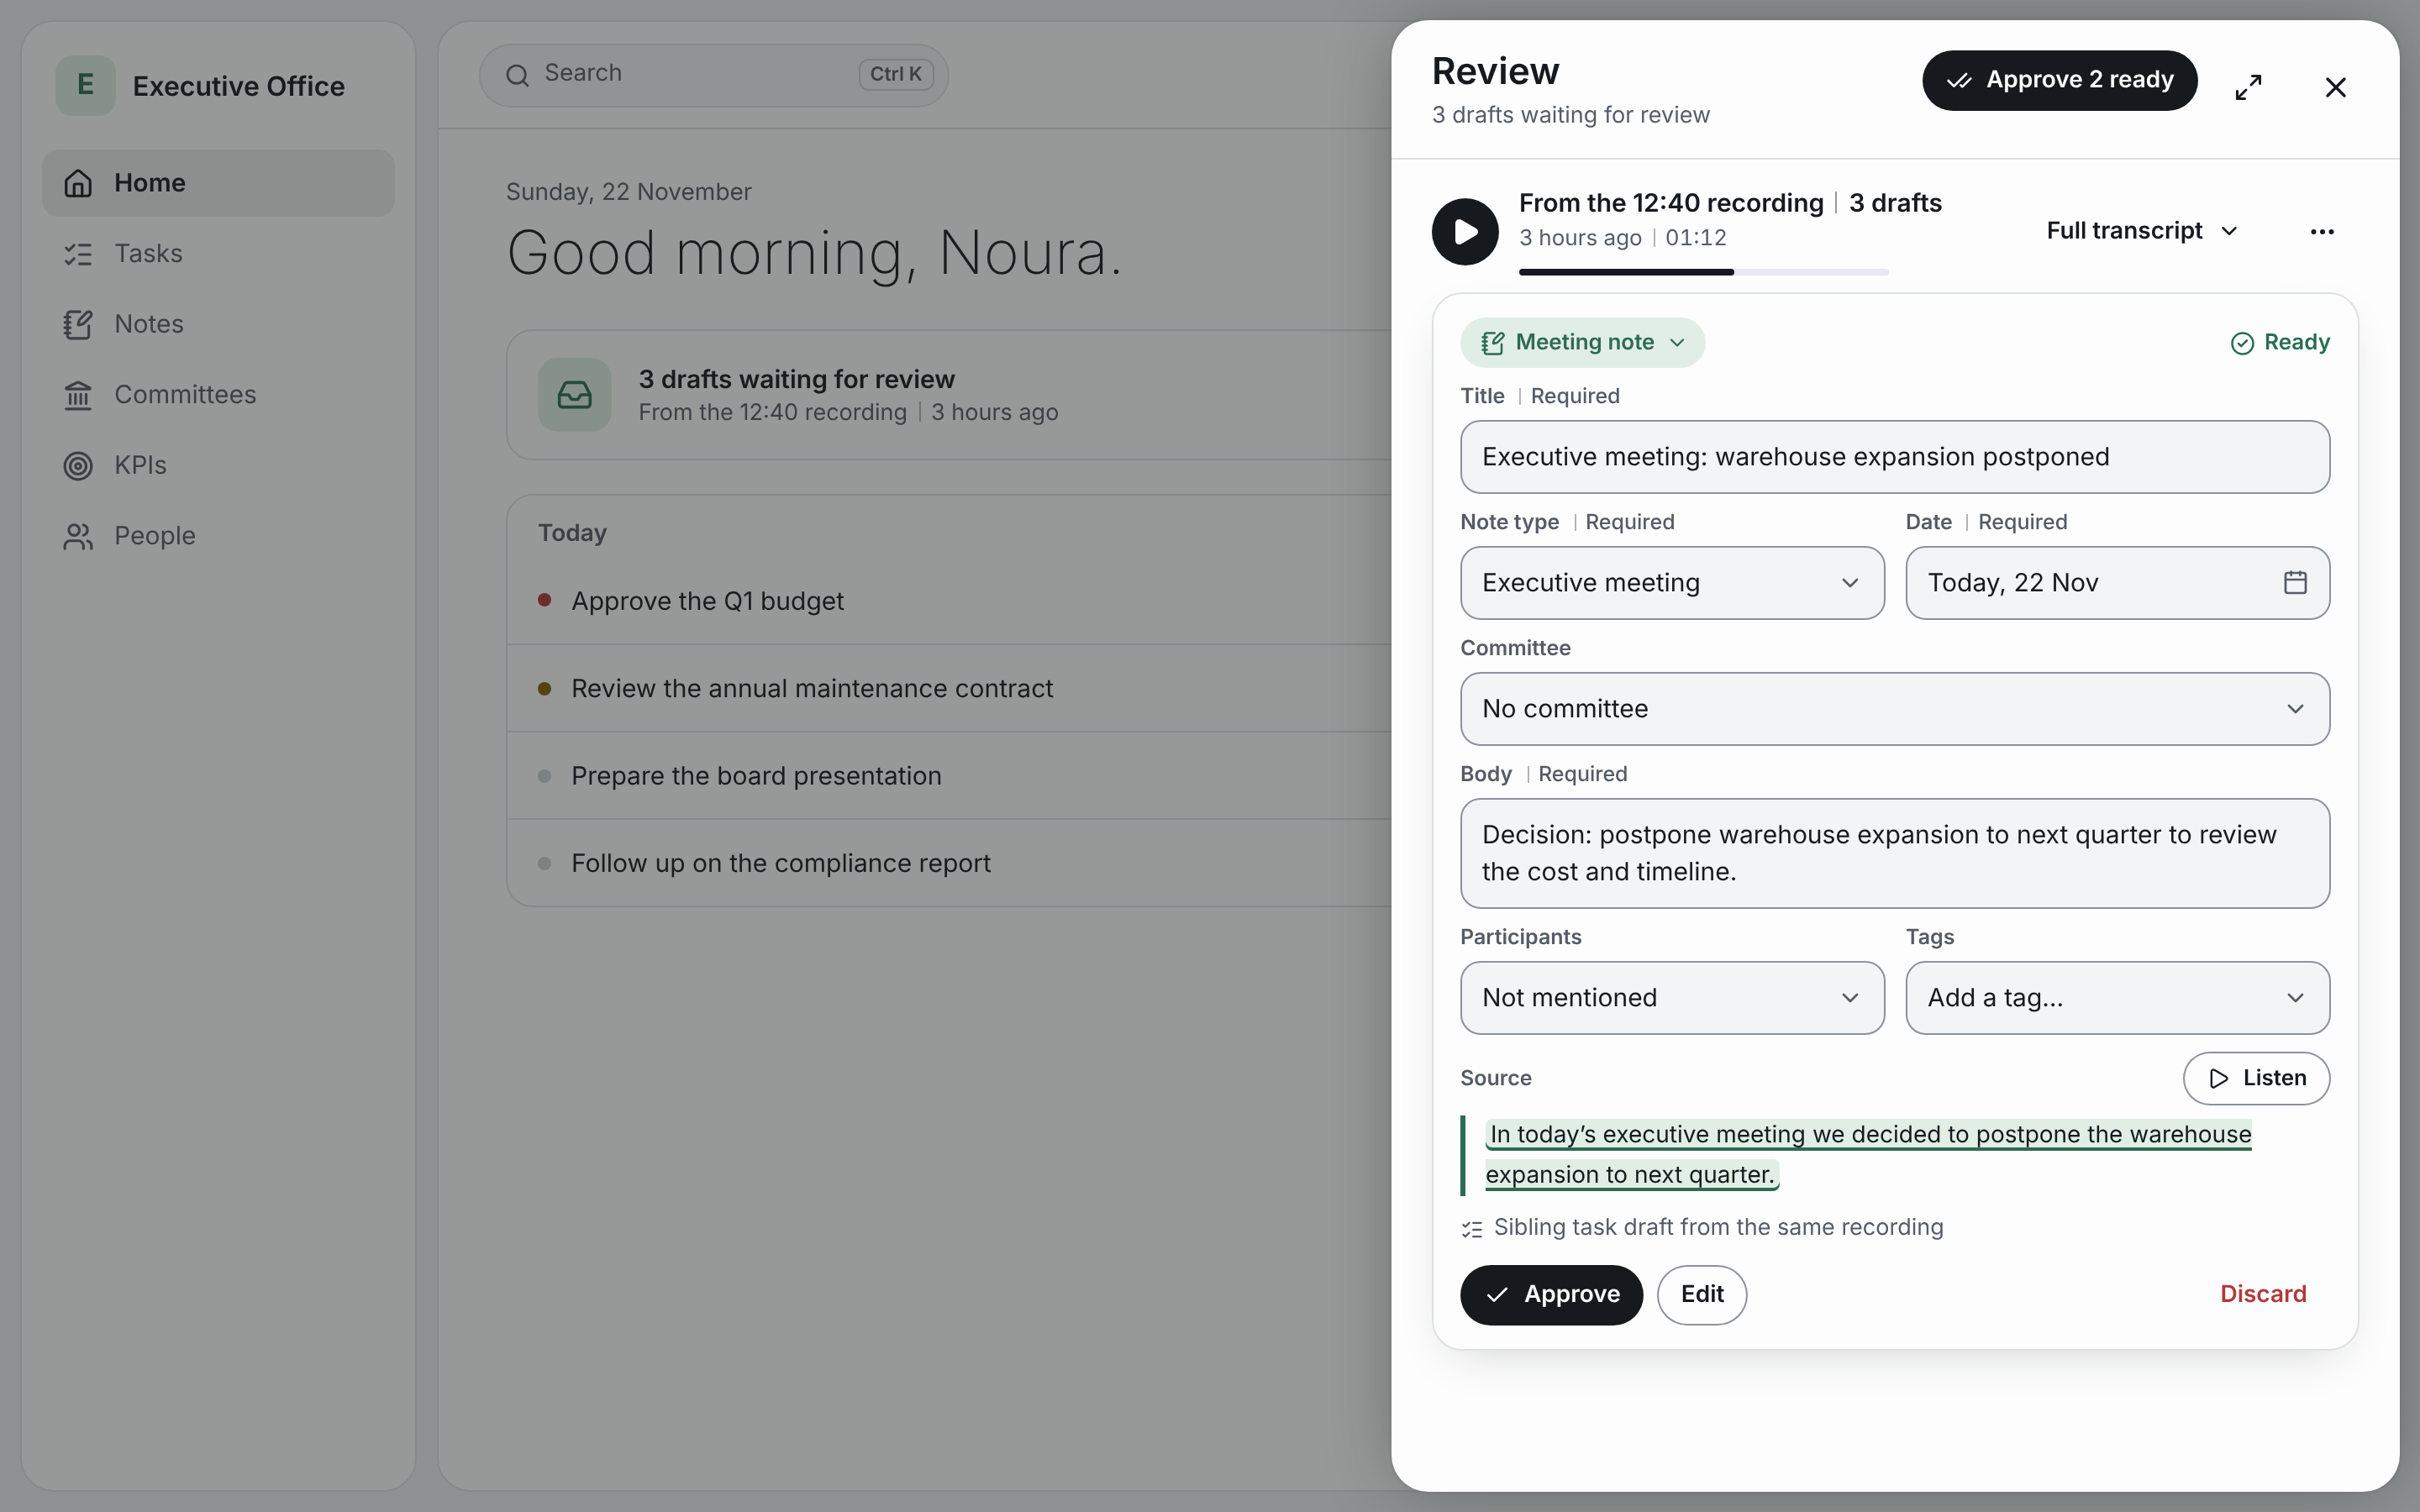 E
Executive Office
Home
Tasks
Notes
Committees
KPIs
People
Search
Ctrl K
Sunday, 22 November
Good morning, Noura.
3 drafts waiting for review
From the 12:40 recording | 3 hours ago
Today
Approve the Q1 budget
Review the annual maintenance contract
Prepare the board presentation
Follow up on the compliance report
Review
3 drafts waiting for review
Approve 2 ready
From the 12:40 recording | 3 drafts
3 hours ago | 01:12
Full transcript
Meeting note
Ready
Title | Required
Executive meeting: warehouse expansion postponed
Note type | Required
Executive meeting
Date | Required
Today, 22 Nov
Committee
No committee
Body | Required
Decision: postpone warehouse expansion to next quarter to review
the cost and timeline.
Participants
Not mentioned
Tags
Add a tag...
Source
Listen
In today’s executive meeting we decided to postpone the warehouse
expansion to next quarter.
Sibling task draft from the same recording
Approve
Edit
Discard